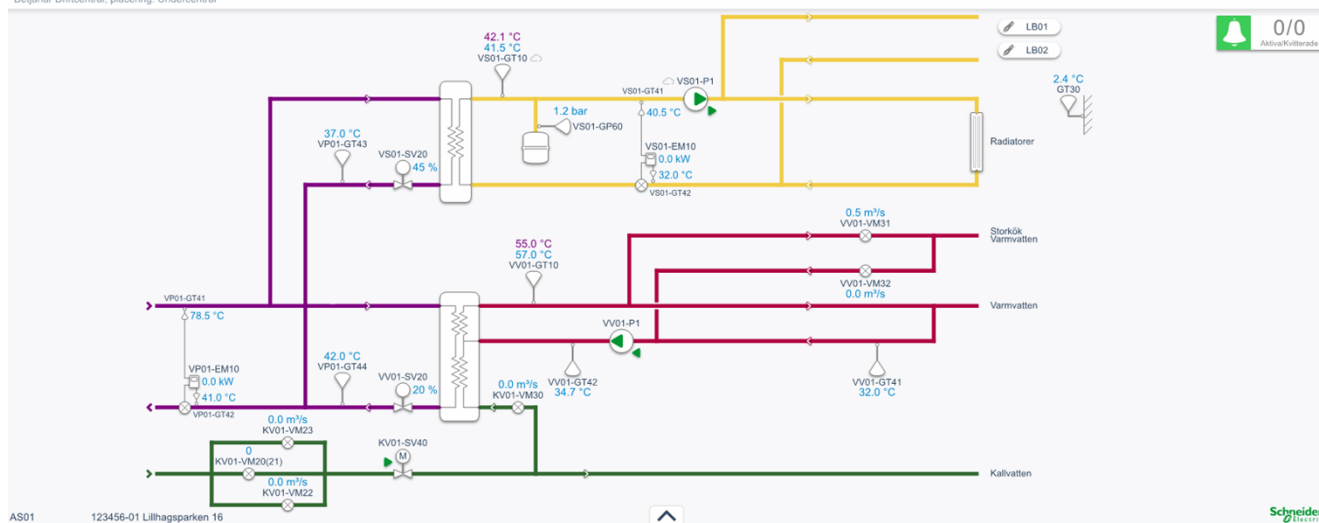 Betjänar Driftcentral, placering: Undercentral
LB01
LB02
0/0
Aktiva/Kvitterade
42.1 °C
41.5 °C
VS01-GT10
VS01-P1
2.4 °C
GT30
VS01-GT41
40.5 °C
1.2 bar
VS01-GP60
37.0 °C
VP01-GT43
VS01-SV20
45 %
VS01-EM10
0.0 kW
32.0 °C
VS01-GT42
Radiatorer
0.5 m³/s
VV01-VM31
Storkök
Varmvatten
55.0 °C
57.0 °C
VV01-GT10
VV01-VM32
0.0 m³/s
VP01-GT41
78.5 °C
Varmvatten
VV01-P1
42.0 °C
VP01-GT44
VV01-SV20
20 %
VP01-EM10
0.0 kW
41.0 °C
VP01-GT42
VV01-GT42
34.7 °C
VV01-GT41
32.0 °C
0.0 m³/s
KV01-VM30
0.0 m³/s
KV01-VM23
0
KV01-VM20(21)
0.0 m³/s
KV01-VM22
KV01-SV40
M
Kallvatten
AS01
123456-01 Lillhagsparken 16
Schneider
Electric